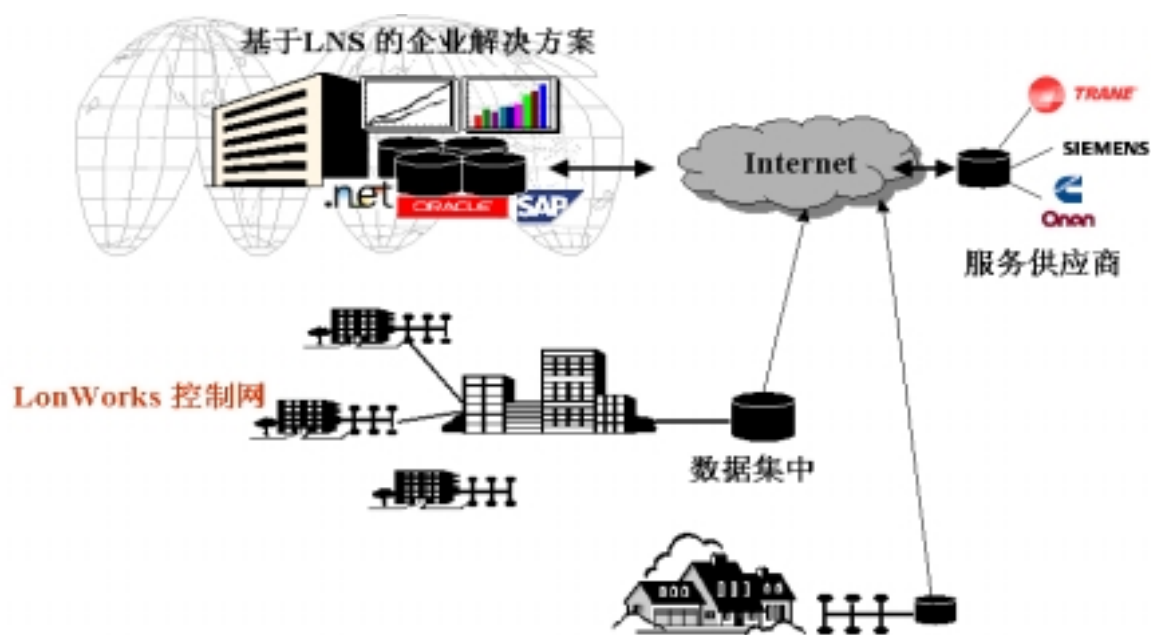 基于LNS 的企业解决方案
.net
ORACLE
SAP
Internet
TRANE
SIEMENS
Onan
服务供应商
LonWorks 控制网
数据集中